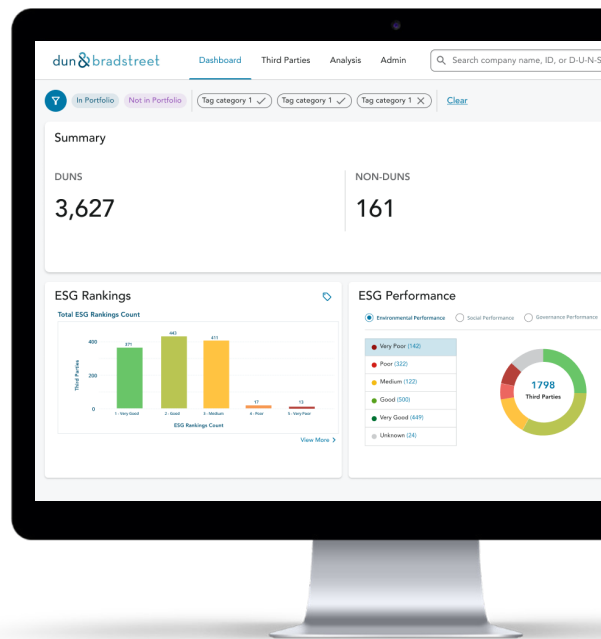 dun & bradstreet
Dashboard Third Parties Analysis Admin Search company name, ID, or D-U-N-S
In Portfolio Not in Portfolio Tag category 1 Tag category 1 Tag category 1 Clear
Summary
DUNS NON-DUNS
3,627 161
ESG Rankings
Total ESG Rankings Count
Third Parties
400
200
0
371
443
411
17
13
1 - Very Good 2 - Good 3 - Medium 4 - Poor 5 - Very Poor
ESG Rankings Count
View More
ESG Performance
Environmental Performance Social Performance Governance Performance
Very Poor (142)
Poor (322)
Medium (122)
Good (500)
Very Good (449)
Unknown (24)
1798
Third Parties